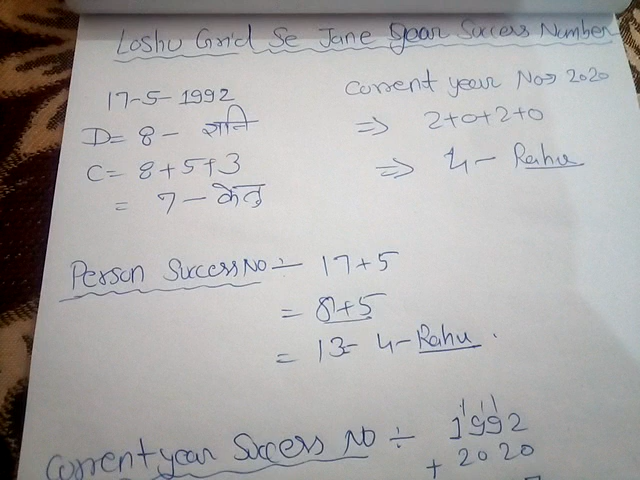 Loshu Grid Se Jane Year Success Number
17-5-1992
D= 8 - शनि
C= 8+5+3
= 7 - केतु
Current year No→ 2020
⇒ 2+0+2+0
⇒ 4- Rahu
Person Success No ÷ 17+5
= 8+5
= 13= 4-Rahu.
Current year Success No ÷ 1992
+ 2020